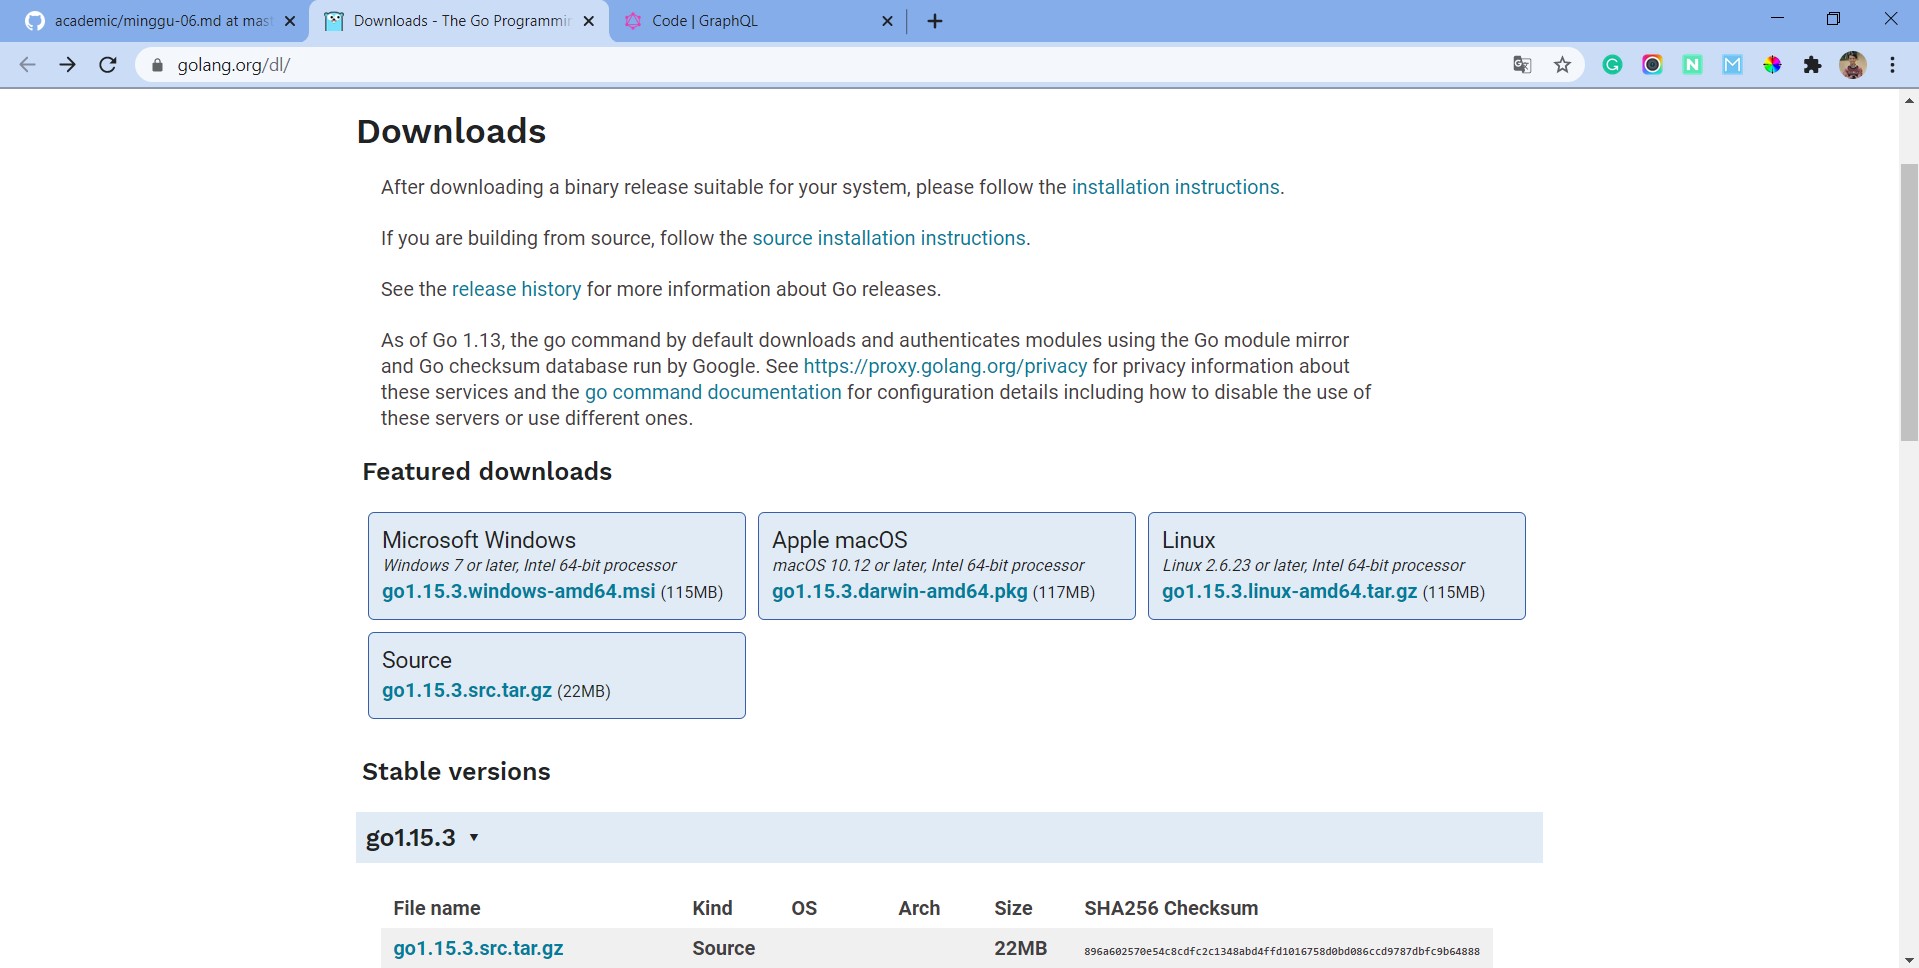 academic/minggu-06.md at mast
Downloads - The Go Programmin
Code | GraphQL
golang.org/dl/
Downloads
After downloading a binary release suitable for your system, please follow the installation instructions.
If you are building from source, follow the source installation instructions.
See the release history for more information about Go releases.
As of Go 1.13, the go command by default downloads and authenticates modules using the Go module mirror
and Go checksum database run by Google. See https://proxy.golang.org/privacy for privacy information about
these services and the go command documentation for configuration details including how to disable the use of
these servers or use different ones.
Featured downloads
Microsoft Windows
Windows 7 or later, Intel 64-bit processor
go1.15.3.windows-amd64.msi (115MB)
Apple macOS
macOS 10.12 or later, Intel 64-bit processor
go1.15.3.darwin-amd64.pkg (117MB)
Linux
Linux 2.6.23 or later, Intel 64-bit processor
go1.15.3.linux-amd64.tar.gz (115MB)
Source
go1.15.3.src.tar.gz (22MB)
Stable versions
go1.15.3 ▾
File name Kind OS Arch Size SHA256 Checksum
go1.15.3.src.tar.gz Source 22MB 896a602570e54c8cdfc2c1348abd4ffd1016758d0bd086ccd9787dbfc9b64888